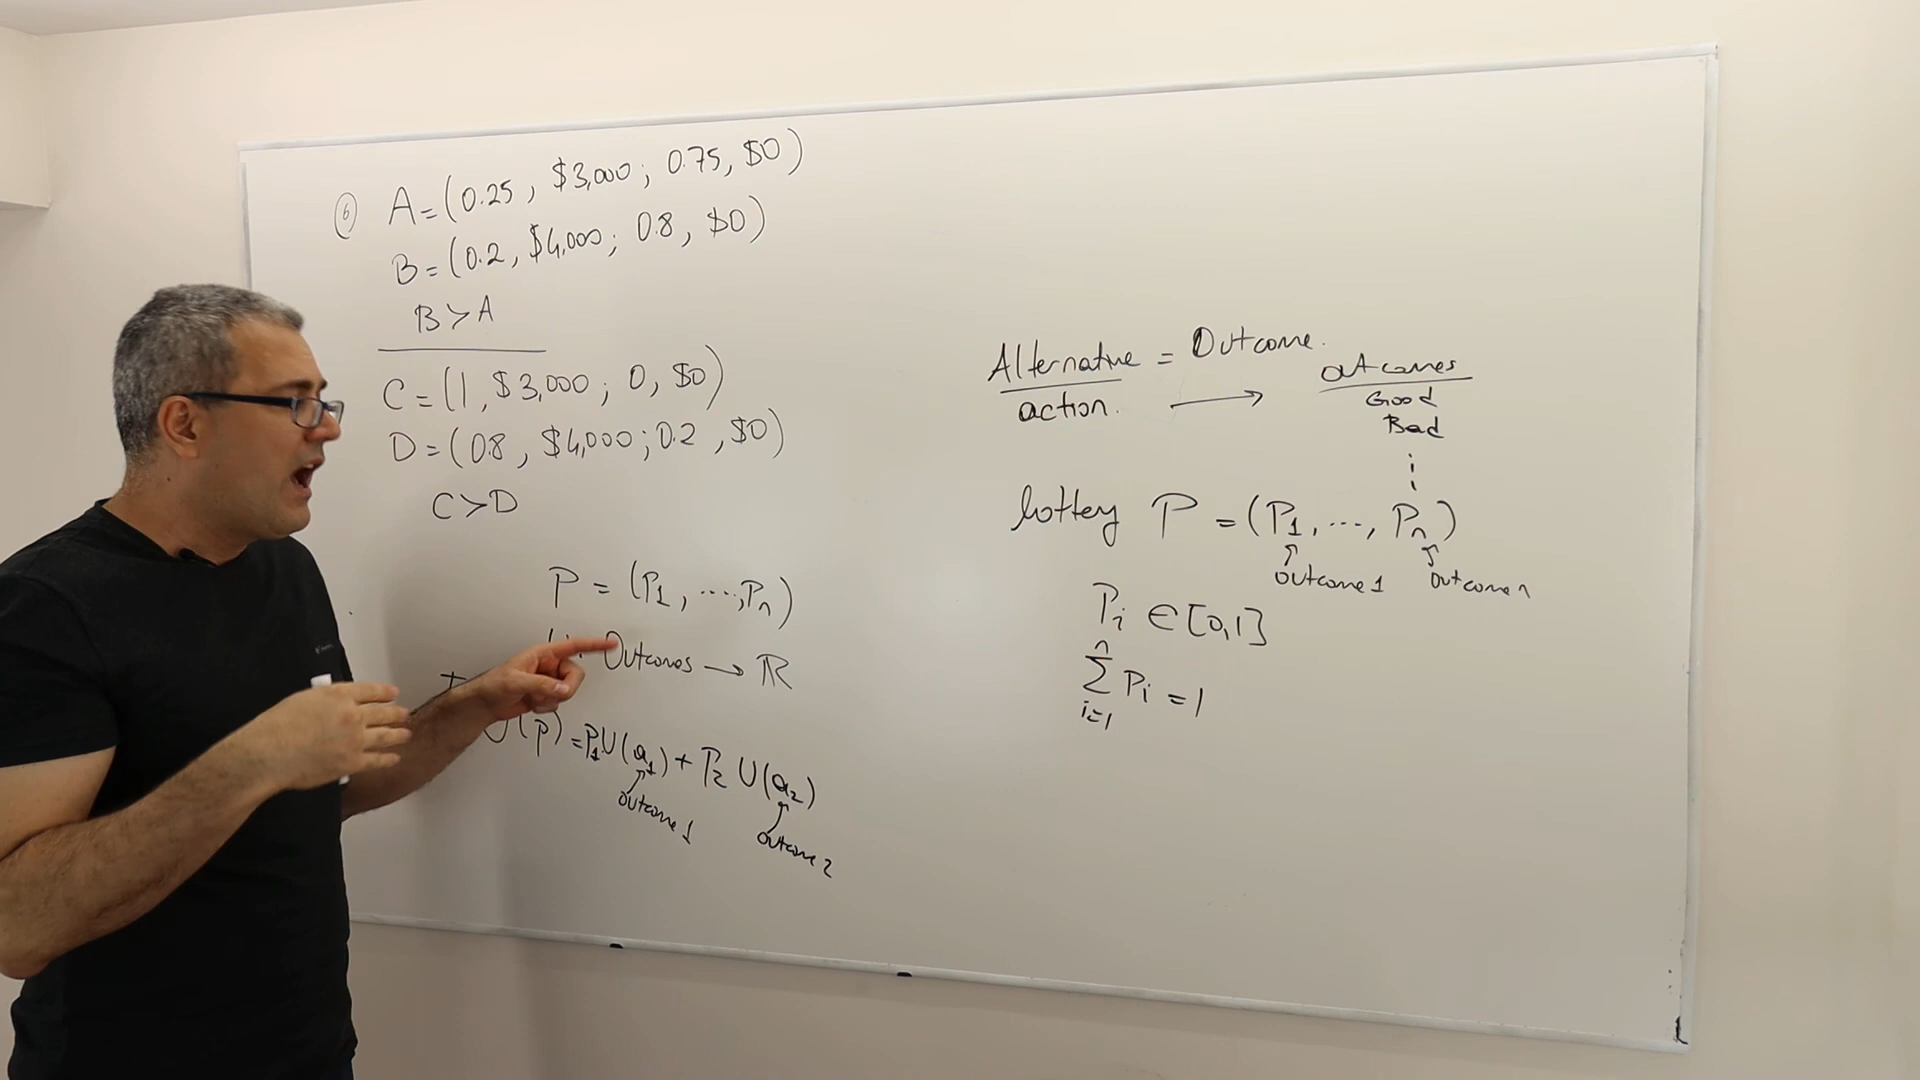 ⑥ A = (0.25, $3,000; 0.75, $0)
B = (0.2, $4,000; 0.8, $0)
B > A
C = (1, $3,000; 0, $0)
D = (0.8, $4,000; 0.2, $0)
C > D
P = (P1, ...., Pn)
Outcomes → ℝ
U(p) = P1 U(a1) + P2 U(a2)
outcome 1
outcome 2
Alternative = Outcome.
action. → outcomes
Good
Bad
lottery P = (P1, ..., Pn)
outcome 1 outcome n
Pi ∈ [0,1]
n
∑ Pi = 1
i=1